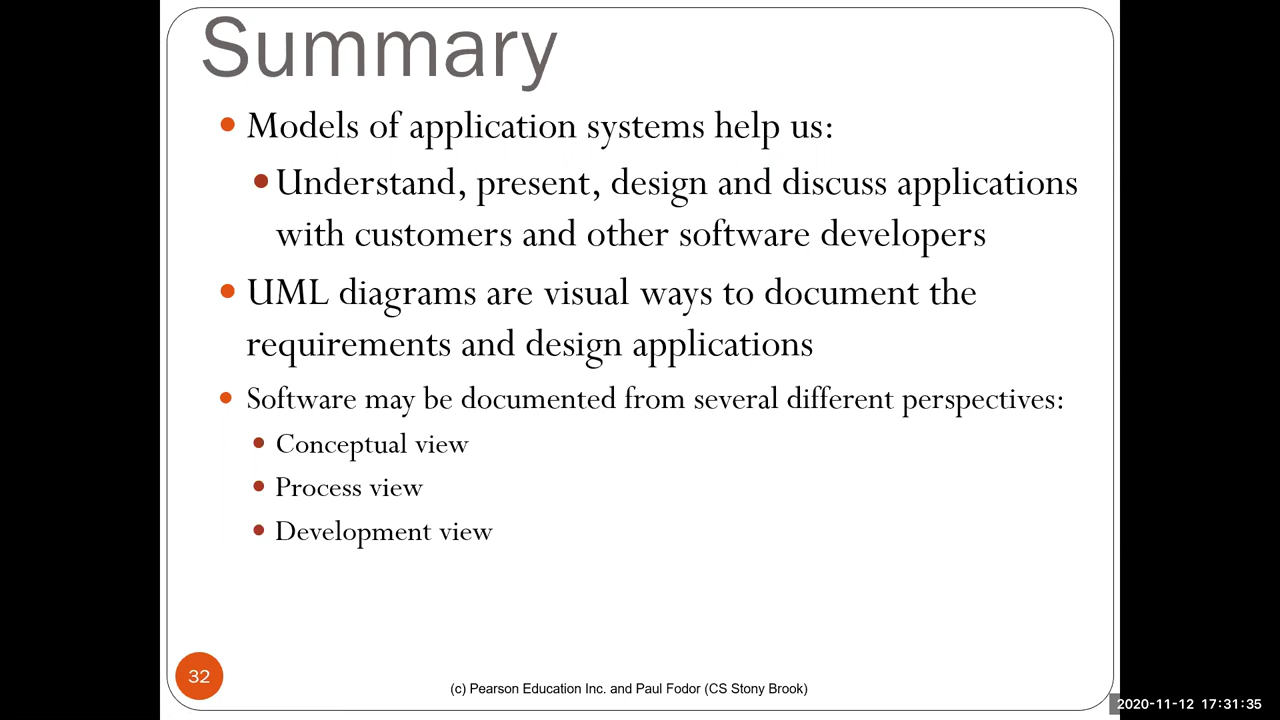 Summary
Models of application systems help us:
Understand, present, design and discuss applications
with customers and other software developers
UML diagrams are visual ways to document the
requirements and design applications
Software may be documented from several different perspectives:
Conceptual view
Process view
Development view
32
(c) Pearson Education Inc. and Paul Fodor (CS Stony Brook)
2020-11-12 17:31:35